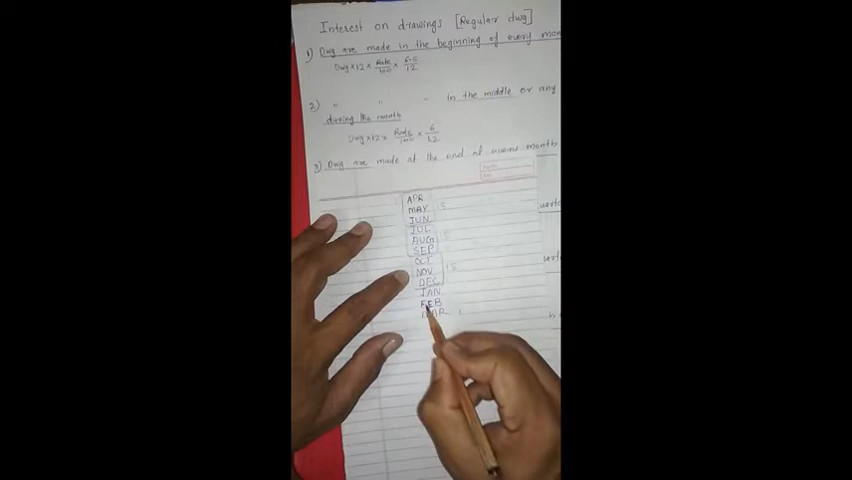 Interest on drawings [Regular dwg]
1) Dwg are made in the beginning of every mon
Dwg×12 × Rate/100 × 6.5/12
2) " " " in the middle or any
during the month
Dwg×12× Rate/100 × 6/12
3) Dwg are made at the end of months
APR
MAY
JUN
JUL
AUG
SEP
OCT
NOV
DEC
JAN
FEB
MAR